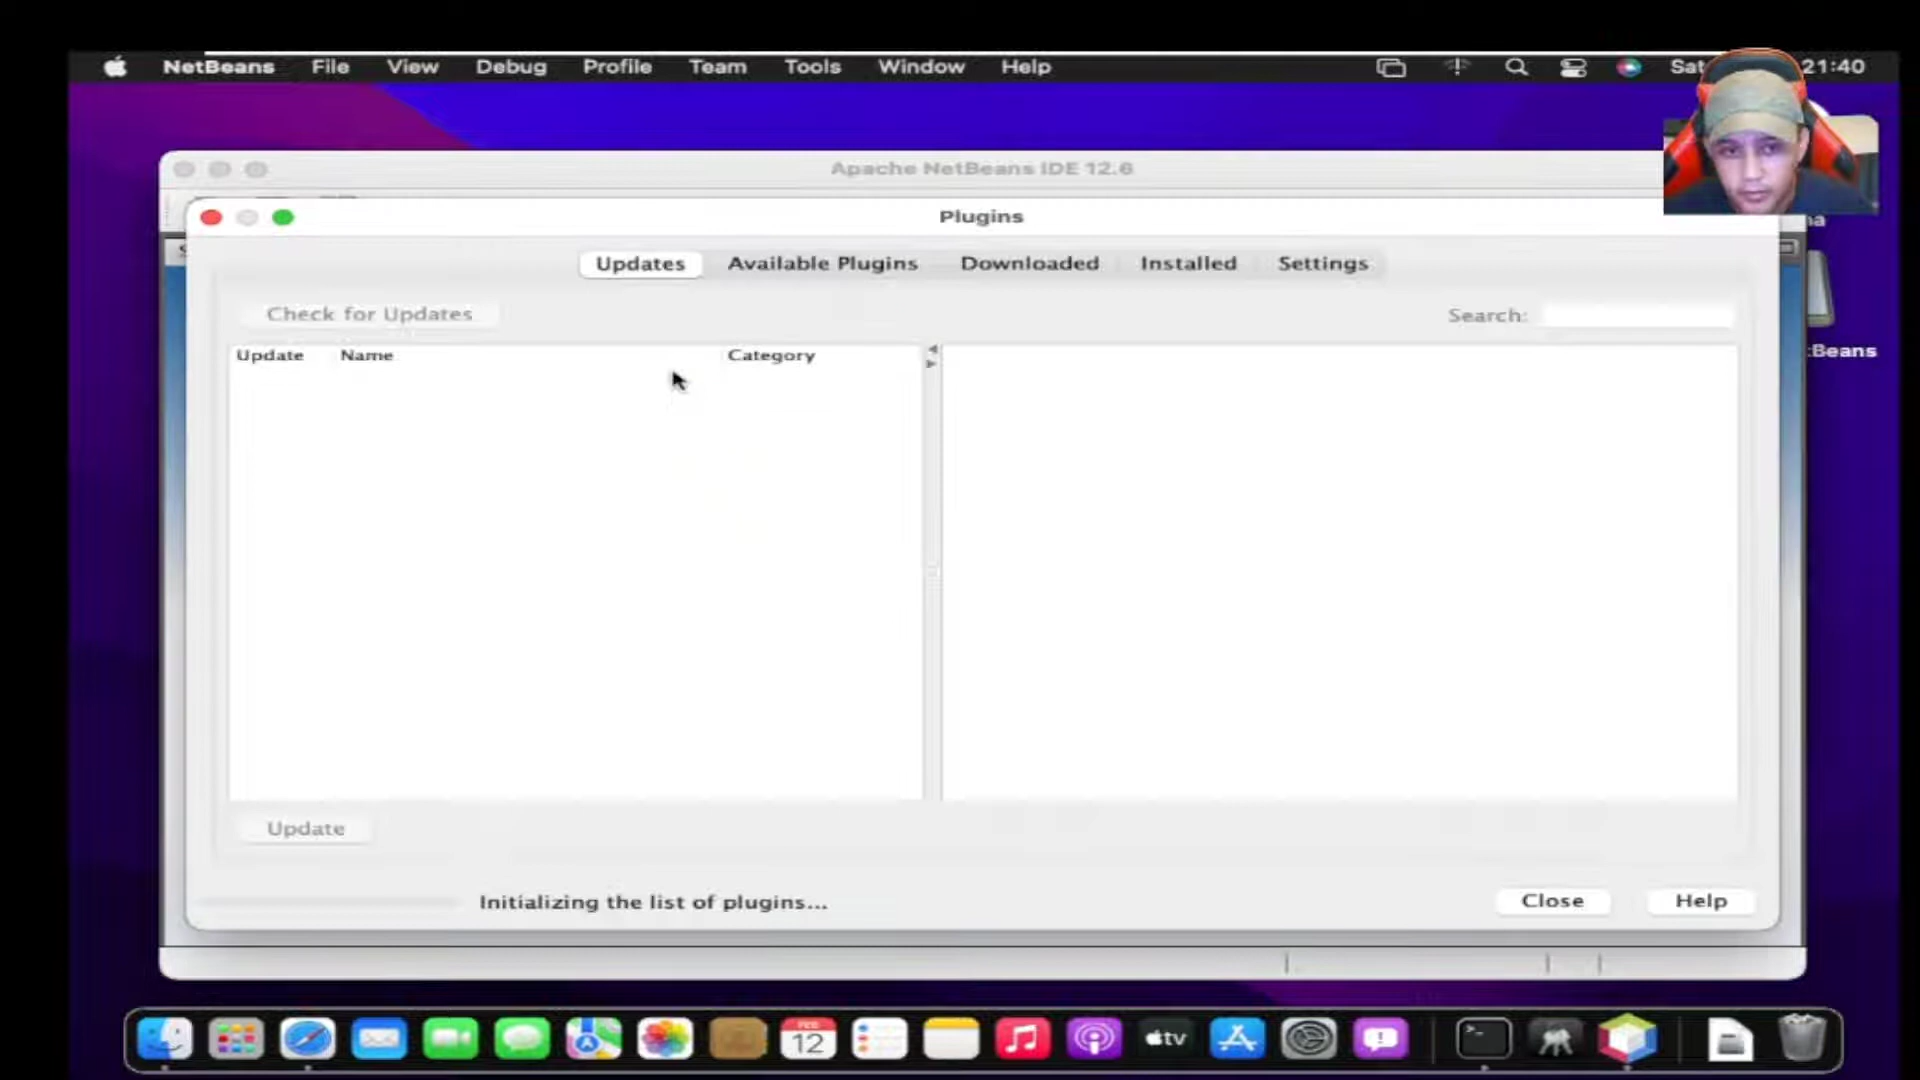 NetBeans File View Debug Profile Team Tools Window Help Sat 21:40
Apache NetBeans IDE 12.6
Plugins
Updates Available Plugins Downloaded Installed Settings
Check for Updates Search:
Update Name Category
:Beans
Update
Initializing the list of plugins... Close Help
FEB
12
tv